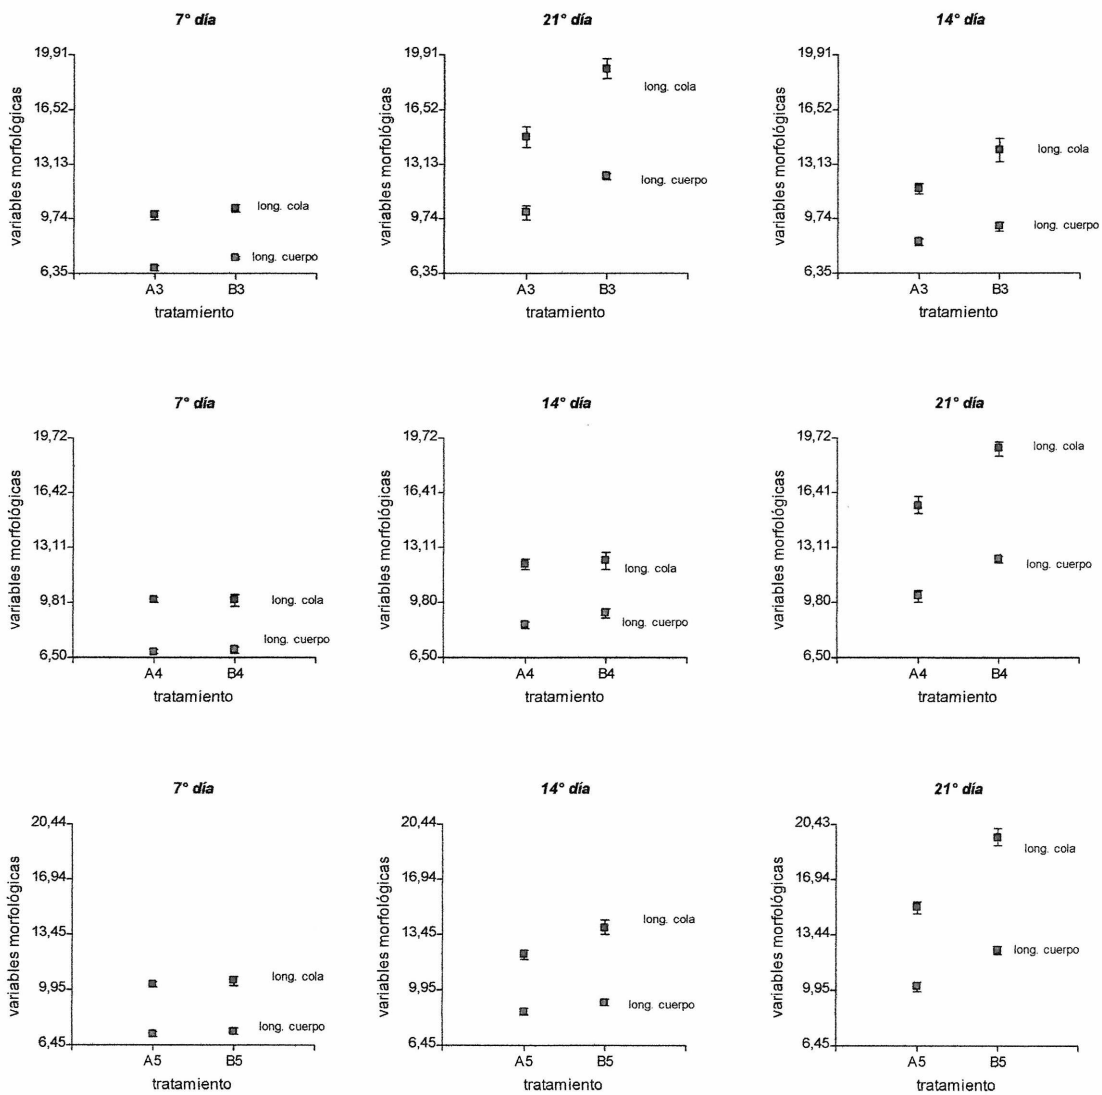 7° día
variables morfológicas
19,91
16,52
13,13
9,74
6,35
long. cola
long. cuerpo
A3 B3
tratamiento
21° día
variables morfológicas
19,91
16,52
13,13
9,74
6,35
long. cola
long. cuerpo
A3 B3
tratamiento
14° día
variables morfológicas
19,91
16,52
13,13
9,74
6,35
long. cola
long. cuerpo
A3 B3
tratamiento
7° día
variables morfológicas
19,72
16,42
13,11
9,81
6,50
long. cola
long. cuerpo
A4 B4
tratamiento
14° día
variables morfológicas
19,72
16,41
13,11
9,80
6,50
long. cola
long. cuerpo
A4 B4
tratamiento
21° día
variables morfológicas
19,72
16,41
13,11
9,80
6,50
long. cola
long. cuerpo
A4 B4
tratamiento
7° día
variables morfológicas
20,44
16,94
13,45
9,95
6,45
long. cola
long. cuerpo
A5 B5
tratamiento
14° día
variables morfológicas
20,44
16,94
13,45
9,95
6,45
long. cola
long. cuerpo
A5 B5
tratamiento
21° día
variables morfológicas
20,43
16,94
13,44
9,95
6,45
long. cola
long. cuerpo
A5 B5
tratamiento